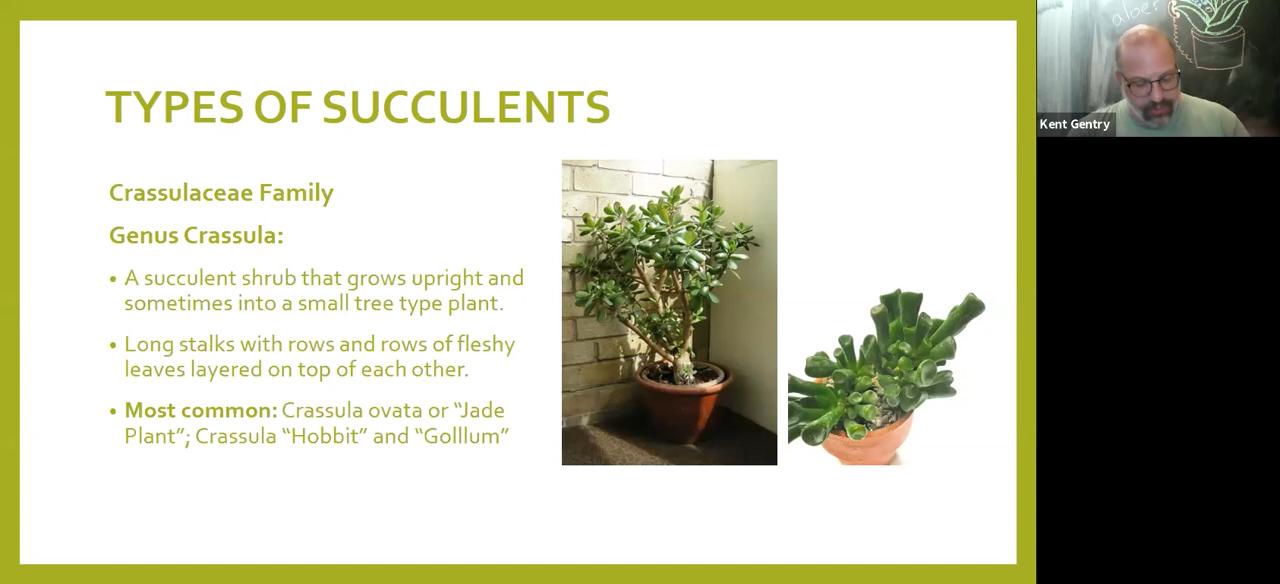 TYPES OF SUCCULENTS
Crassulaceae Family
Genus Crassula:
• A succulent shrub that grows upright and
sometimes into a small tree type plant.
• Long stalks with rows and rows of fleshy
leaves layered on top of each other.
• Most common: Crassula ovata or “Jade
Plant”; Crassula “Hobbit” and “Golllum”
aloe?
Kent Gentry